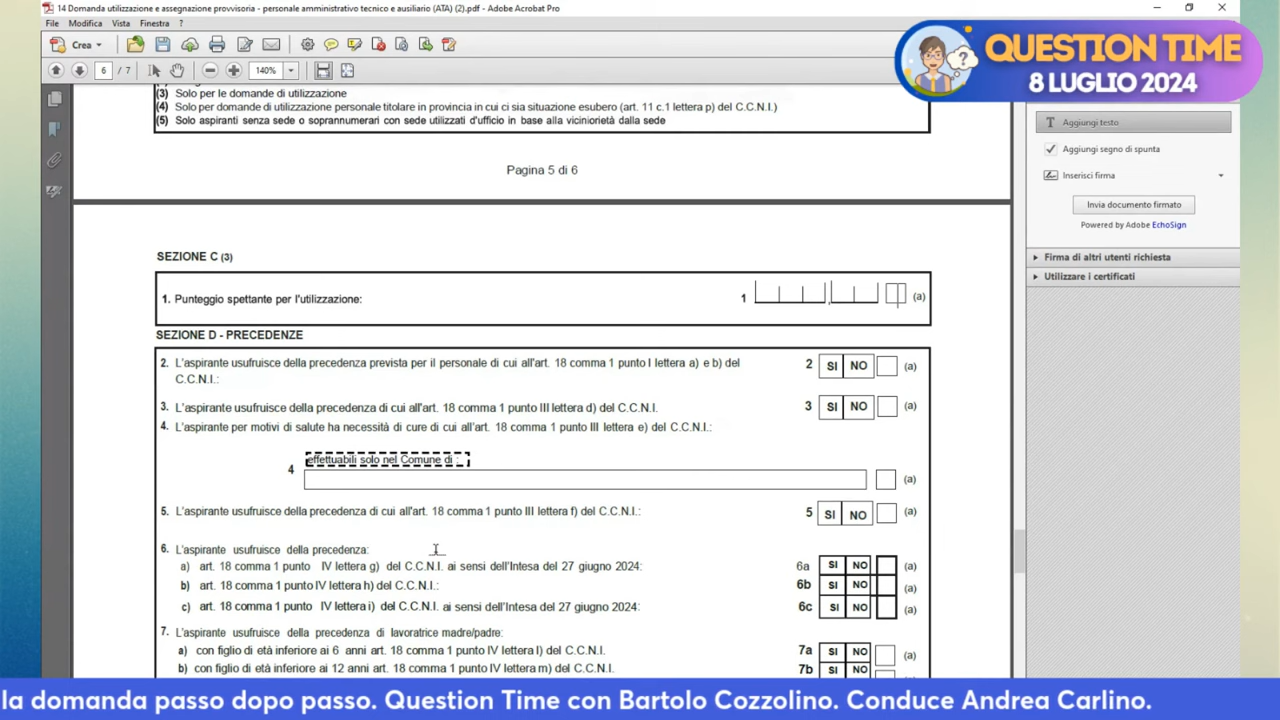 14 Domanda utilizzazione e assegnazione provvisoria - personale amministrativo tecnico e ausiliario (ATA) (2).pdf - Adobe Acrobat Pro
File Modifica Vista Finestra ?
Crea
6 / 7 140%
QUESTION TIME
8 LUGLIO 2024
Aggiungi testo
Aggiungi segno di spunta
Inserisci firma
Invia documento firmato
Powered by Adobe EchoSign
Firma di altri utenti richiesta
Utilizzare i certificati
(3) Solo per le domande di utilizzazione
(4) Solo per domande di utilizzazione personale titolare in provincia in cui ci sia situazione esubero (art. 11 c.1 lettera p) del C.C.N.I.)
(5) Solo aspiranti senza sede o soprannumerari con sede utilizzati d'ufficio in base alla viciniorietà dalla sede
Pagina 5 di 6
SEZIONE C (3)
1. Punteggio spettante per l'utilizzazione: 1 , (a)
SEZIONE D - PRECEDENZE
2. L'aspirante usufruisce della precedenza prevista per il personale di cui all'art. 18 comma 1 punto I lettera a) e b) del 2 SI NO (a)
C.C.N.I.:
3. L'aspirante usufruisce della precedenza di cui all'art. 18 comma 1 punto III lettera d) del C.C.N.I. 3 SI NO (a)
4. L'aspirante per motivi di salute ha necessità di cure di cui all'art. 18 comma 1 punto III lettera e) del C.C.N.I.:
effettuabili solo nel Comune di :
4 (a)
5. L'aspirante usufruisce della precedenza di cui all'art. 18 comma 1 punto III lettera f) del C.C.N.I.: 5 SI NO (a)
6. L'aspirante usufruisce della precedenza:
a) art. 18 comma 1 punto IV lettera g) del C.C.N.I. ai sensi dell'Intesa del 27 giugno 2024: 6a SI NO (a)
b) art. 18 comma 1 punto IV lettera h) del C.C.N.I.: 6b SI NO (a)
c) art. 18 comma 1 punto IV lettera i) del C.C.N.I. ai sensi dell'Intesa del 27 giugno 2024: 6c SI NO (a)
7. L'aspirante usufruisce della precedenza di lavoratrice madre/padre:
a) con figlio di età inferiore ai 6 anni art. 18 comma 1 punto IV lettera l) del C.C.N.I. 7a SI NO (a)
b) con figlio di età inferiore ai 12 anni art. 18 comma 1 punto IV lettera m) del C.C.N.I. 7b SI NO
la domanda passo dopo passo. Question Time con Bartolo Cozzolino. Conduce Andrea Carlino.